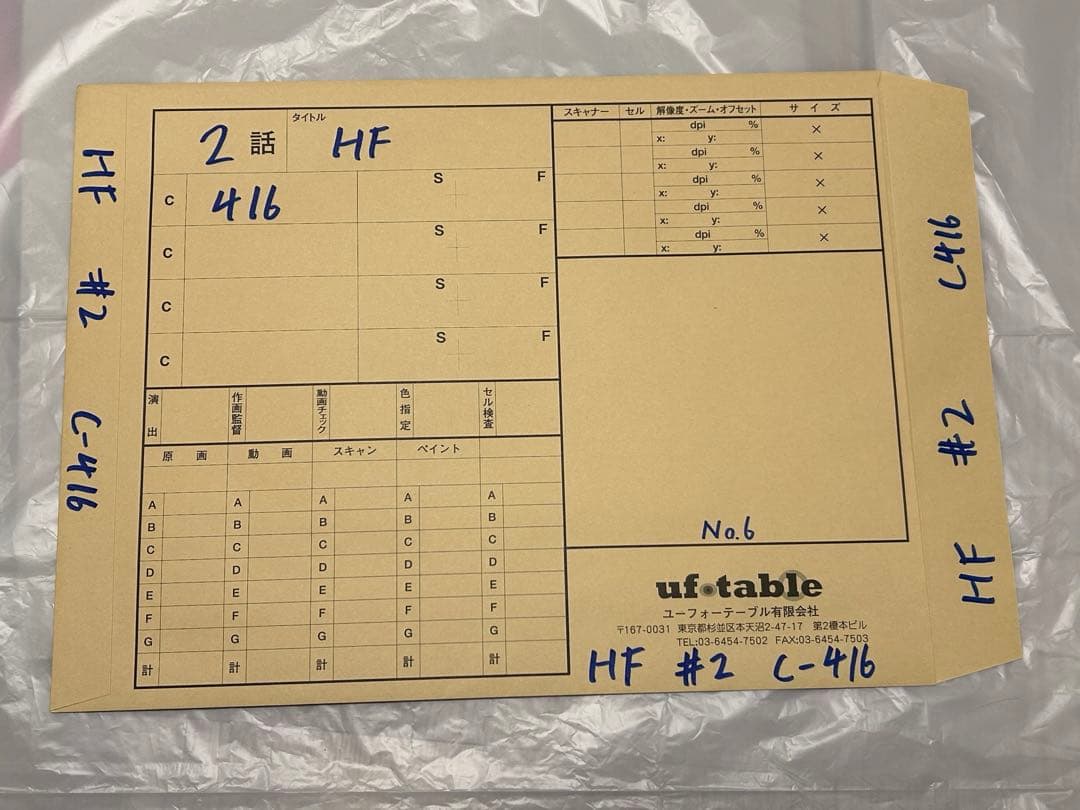 2 話 タイトル HF
C 416 S F
C S F
C S F
C S F
スキャナー セル 解像度・ズーム・オフセット サイズ
dpi %
x: y: ×
dpi %
x: y: ×
dpi %
x: y: ×
dpi %
x: y: ×
dpi %
x: y: ×
演出 作画監督 動画チェック 色指定 セル検査
原画 動画 スキャン ペイント
A A A A A
B B B B B
C C C C C
D D D D D
E E E E E
F F F F F
G G G G G
計 計 計 計 計
No.6
uf•table
ユーフォーテーブル有限会社
〒167-0031 東京都杉並区本天沼2-47-17 第2榎本ビル
TEL:03-6454-7502 FAX:03-6454-7503
HF #2 C-416
HF #2 C-416
HF #2 C416